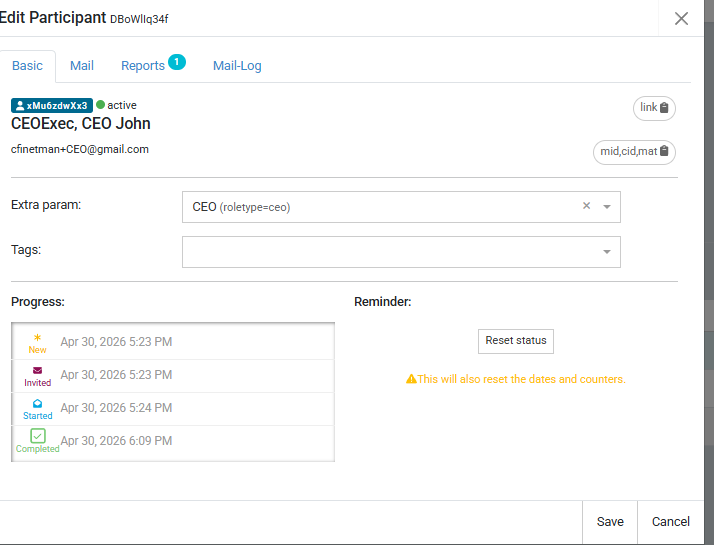 Edit Participant DBoWlIq34f
Basic Mail Reports 1 Mail-Log
xMu6zdwXx3 active
link
CEOExec, CEO John
cfinetman+CEO@gmail.com
mid,cid,mat
Extra param: CEO (roletype=ceo) ×
Tags:
Progress: Reminder:
New Apr 30, 2026 5:23 PM
Invited Apr 30, 2026 5:23 PM
Started Apr 30, 2026 5:24 PM
Completed Apr 30, 2026 6:09 PM
Reset status
This will also reset the dates and counters.
Save Cancel